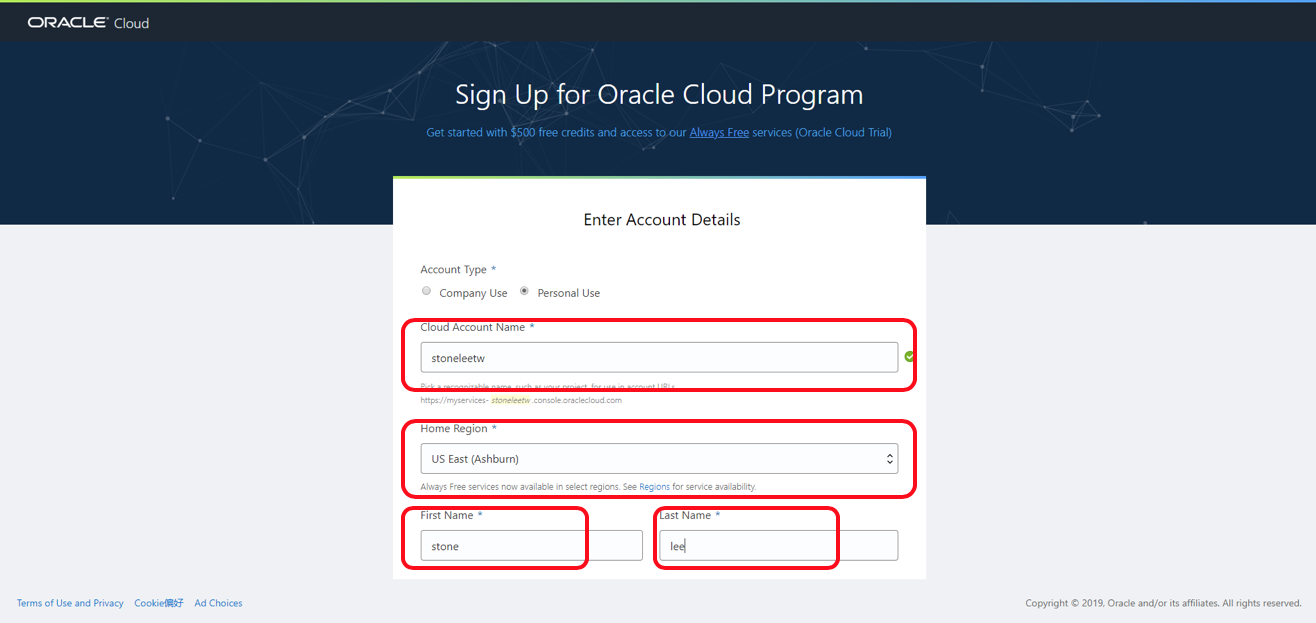 ORACLE Cloud
Sign Up for Oracle Cloud Program
Get started with $500 free credits and access to our Always Free services (Oracle Cloud Trial)
Enter Account Details
Account Type *
Company Use Personal Use
Cloud Account Name *
stoneleetw
Pick a recognizable name, such as your project, for use in account URLs
https://myservices- stoneleetw .console.oraclecloud.com
Home Region *
US East (Ashburn)
Always Free services now available in select regions. See Regions for service availability.
First Name * Last Name *
stone lee
Terms of Use and Privacy Cookie偏好 Ad Choices Copyright © 2019, Oracle and/or its affiliates. All rights reserved.